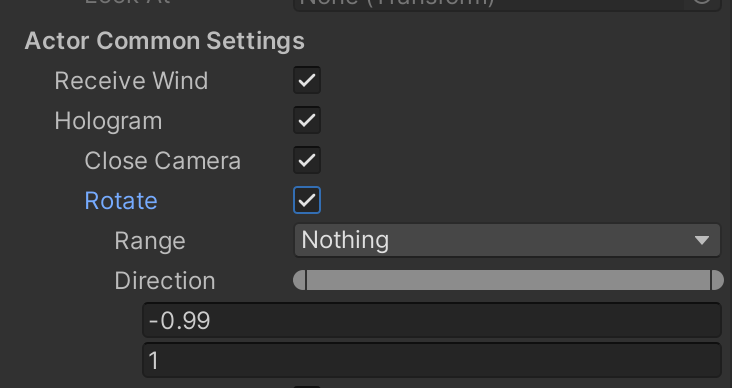 Look At None (Transform)
Actor Common Settings
Receive Wind
Hologram
Close Camera
Rotate
Range Nothing
Direction
-0.99
1